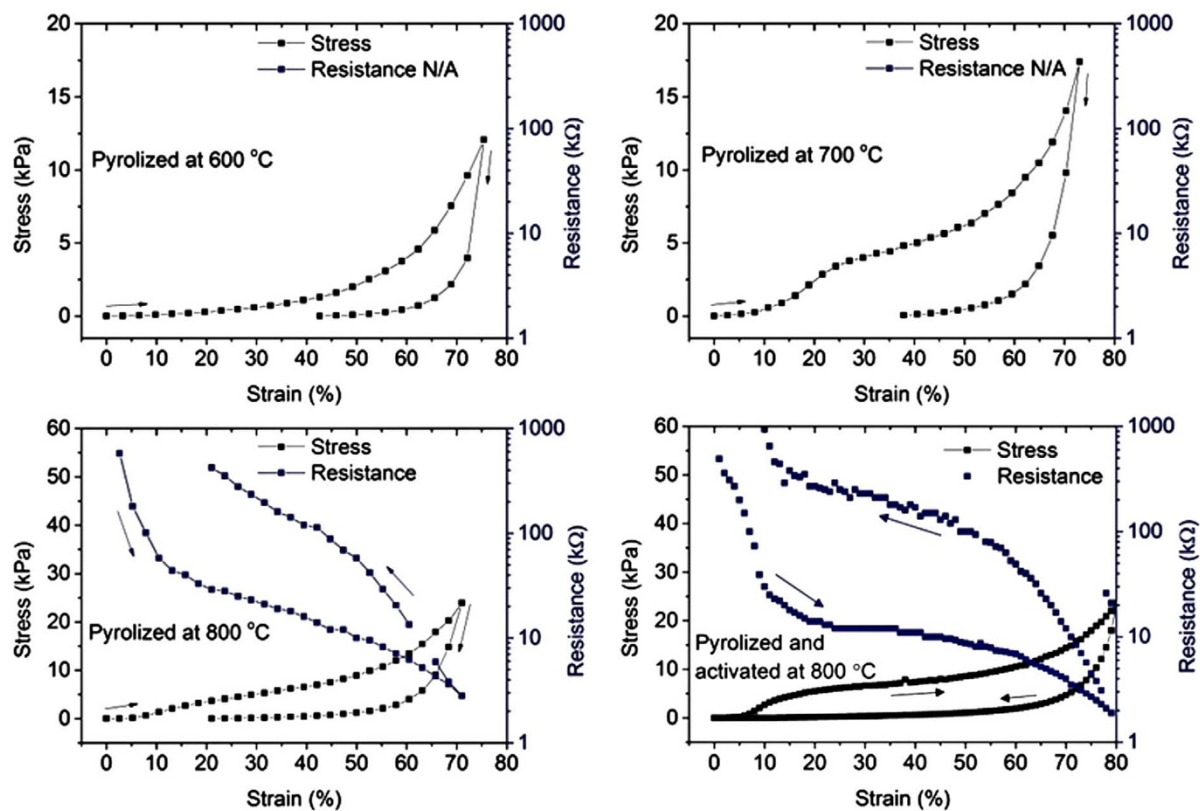 20
15
10
5
0
Stress (kPa)
Stress
Resistance N/A
Pyrolized at 600 °C
1000
100
10
1
Resistance (kΩ)
0 10 20 30 40 50 60 70 80
Strain (%)
20
15
10
5
0
Stress (kPa)
Stress
Resistance N/A
Pyrolized at 700 °C
1000
100
10
1
Resistance (kΩ)
0 10 20 30 40 50 60 70 80
Strain (%)
60
50
40
30
20
10
0
Stress (kPa)
Stress
Resistance
Pyrolized at 800 °C
1000
100
10
1
Resistance (kΩ)
0 10 20 30 40 50 60 70 80
Strain (%)
60
50
40
30
20
10
0
Stress (kPa)
Stress
Resistance
Pyrolized and
activated at 800 °C
1000
100
10
1
Resistance (kΩ)
0 10 20 30 40 50 60 70 80
Strain (%)